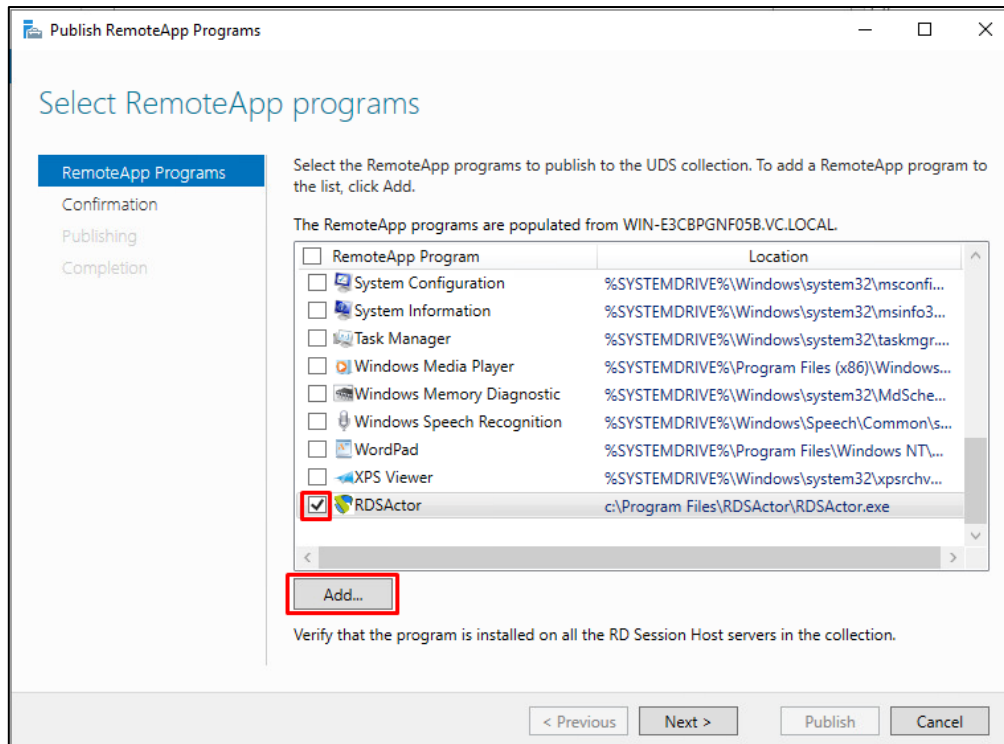 Publish RemoteApp Programs
Select RemoteApp programs
RemoteApp Programs
Confirmation
Publishing
Completion
Select the RemoteApp programs to publish to the UDS collection. To add a RemoteApp program to
the list, click Add.
The RemoteApp programs are populated from WIN-E3CBPGNF05B.VC.LOCAL.
RemoteApp Program Location
System Configuration %SYSTEMDRIVE%\Windows\system32\msconfi...
System Information %SYSTEMDRIVE%\Windows\system32\msinfo3...
Task Manager %SYSTEMDRIVE%\Windows\system32\taskmgr....
Windows Media Player %SYSTEMDRIVE%\Program Files (x86)\Windows...
Windows Memory Diagnostic %SYSTEMDRIVE%\Windows\system32\MdSche...
Windows Speech Recognition %SYSTEMDRIVE%\Windows\Speech\Common\s...
WordPad %SYSTEMDRIVE%\Program Files\Windows NT\...
XPS Viewer %SYSTEMDRIVE%\Windows\system32\xpsrchv...
RDSActor c:\Program Files\RDSActor\RDSActor.exe
Add...
Verify that the program is installed on all the RD Session Host servers in the collection.
< Previous Next > Publish Cancel